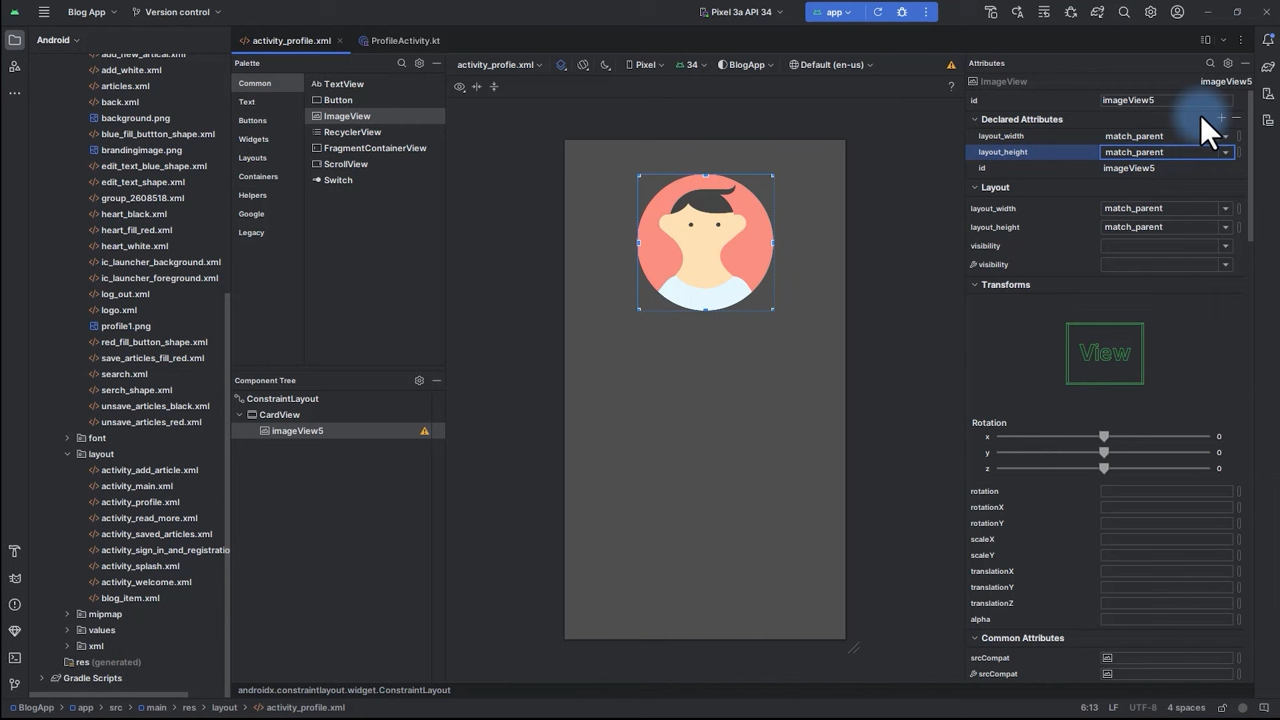 Blog App
Version control
Pixel 3a API 34
app
Android
activity_profile.xml
ProfileActivity.kt
add_new_artical.xml
add_white.xml
articles.xml
back.xml
background.png
blue_fill_buttton_shape.xml
brandingimage.png
edit_text_blue_shape.xml
edit_text_shape.xml
group_2608518.xml
heart_black.xml
heart_fill_red.xml
heart_white.xml
ic_launcher_background.xml
ic_launcher_foreground.xml
log_out.xml
logo.xml
profile1.png
red_fill_button_shape.xml
save_articles_fill_red.xml
search.xml
serch_shape.xml
unsave_articles_black.xml
unsave_articles_red.xml
font
layout
activity_add_article.xml
activity_main.xml
activity_profile.xml
activity_read_more.xml
activity_saved_articles.xml
activity_sign_in_and_registratio
activity_splash.xml
activity_welcome.xml
blog_item.xml
mipmap
values
xml
res (generated)
Gradle Scripts
Palette
Common
Text
Buttons
Widgets
Layouts
Containers
Helpers
Google
Legacy
Ab TextView
Button
ImageView
RecyclerView
FragmentContainerView
ScrollView
Switch
Component Tree
ConstraintLayout
CardView
imageView5
activity_profie.xml
Pixel
34
BlogApp
Default (en-us)
?
androidx.constraintlayout.widget.ConstraintLayout
Attributes
ImageView
imageView5
id
imageView5
Declared Attributes
layout_width
match_parent
layout_height
match_parent
id
imageView5
Layout
layout_width
match_parent
layout_height
match_parent
visibility
visibility
Transforms
View
Rotation
x
0
y
0
z
0
rotation
rotationX
rotationY
scaleX
scaleY
translationX
translationY
translationZ
alpha
Common Attributes
srcCompat
srcCompat
BlogApp
app
src
main
res
layout
activity_profile.xml
6:13
LF
UTF-8
4 spaces